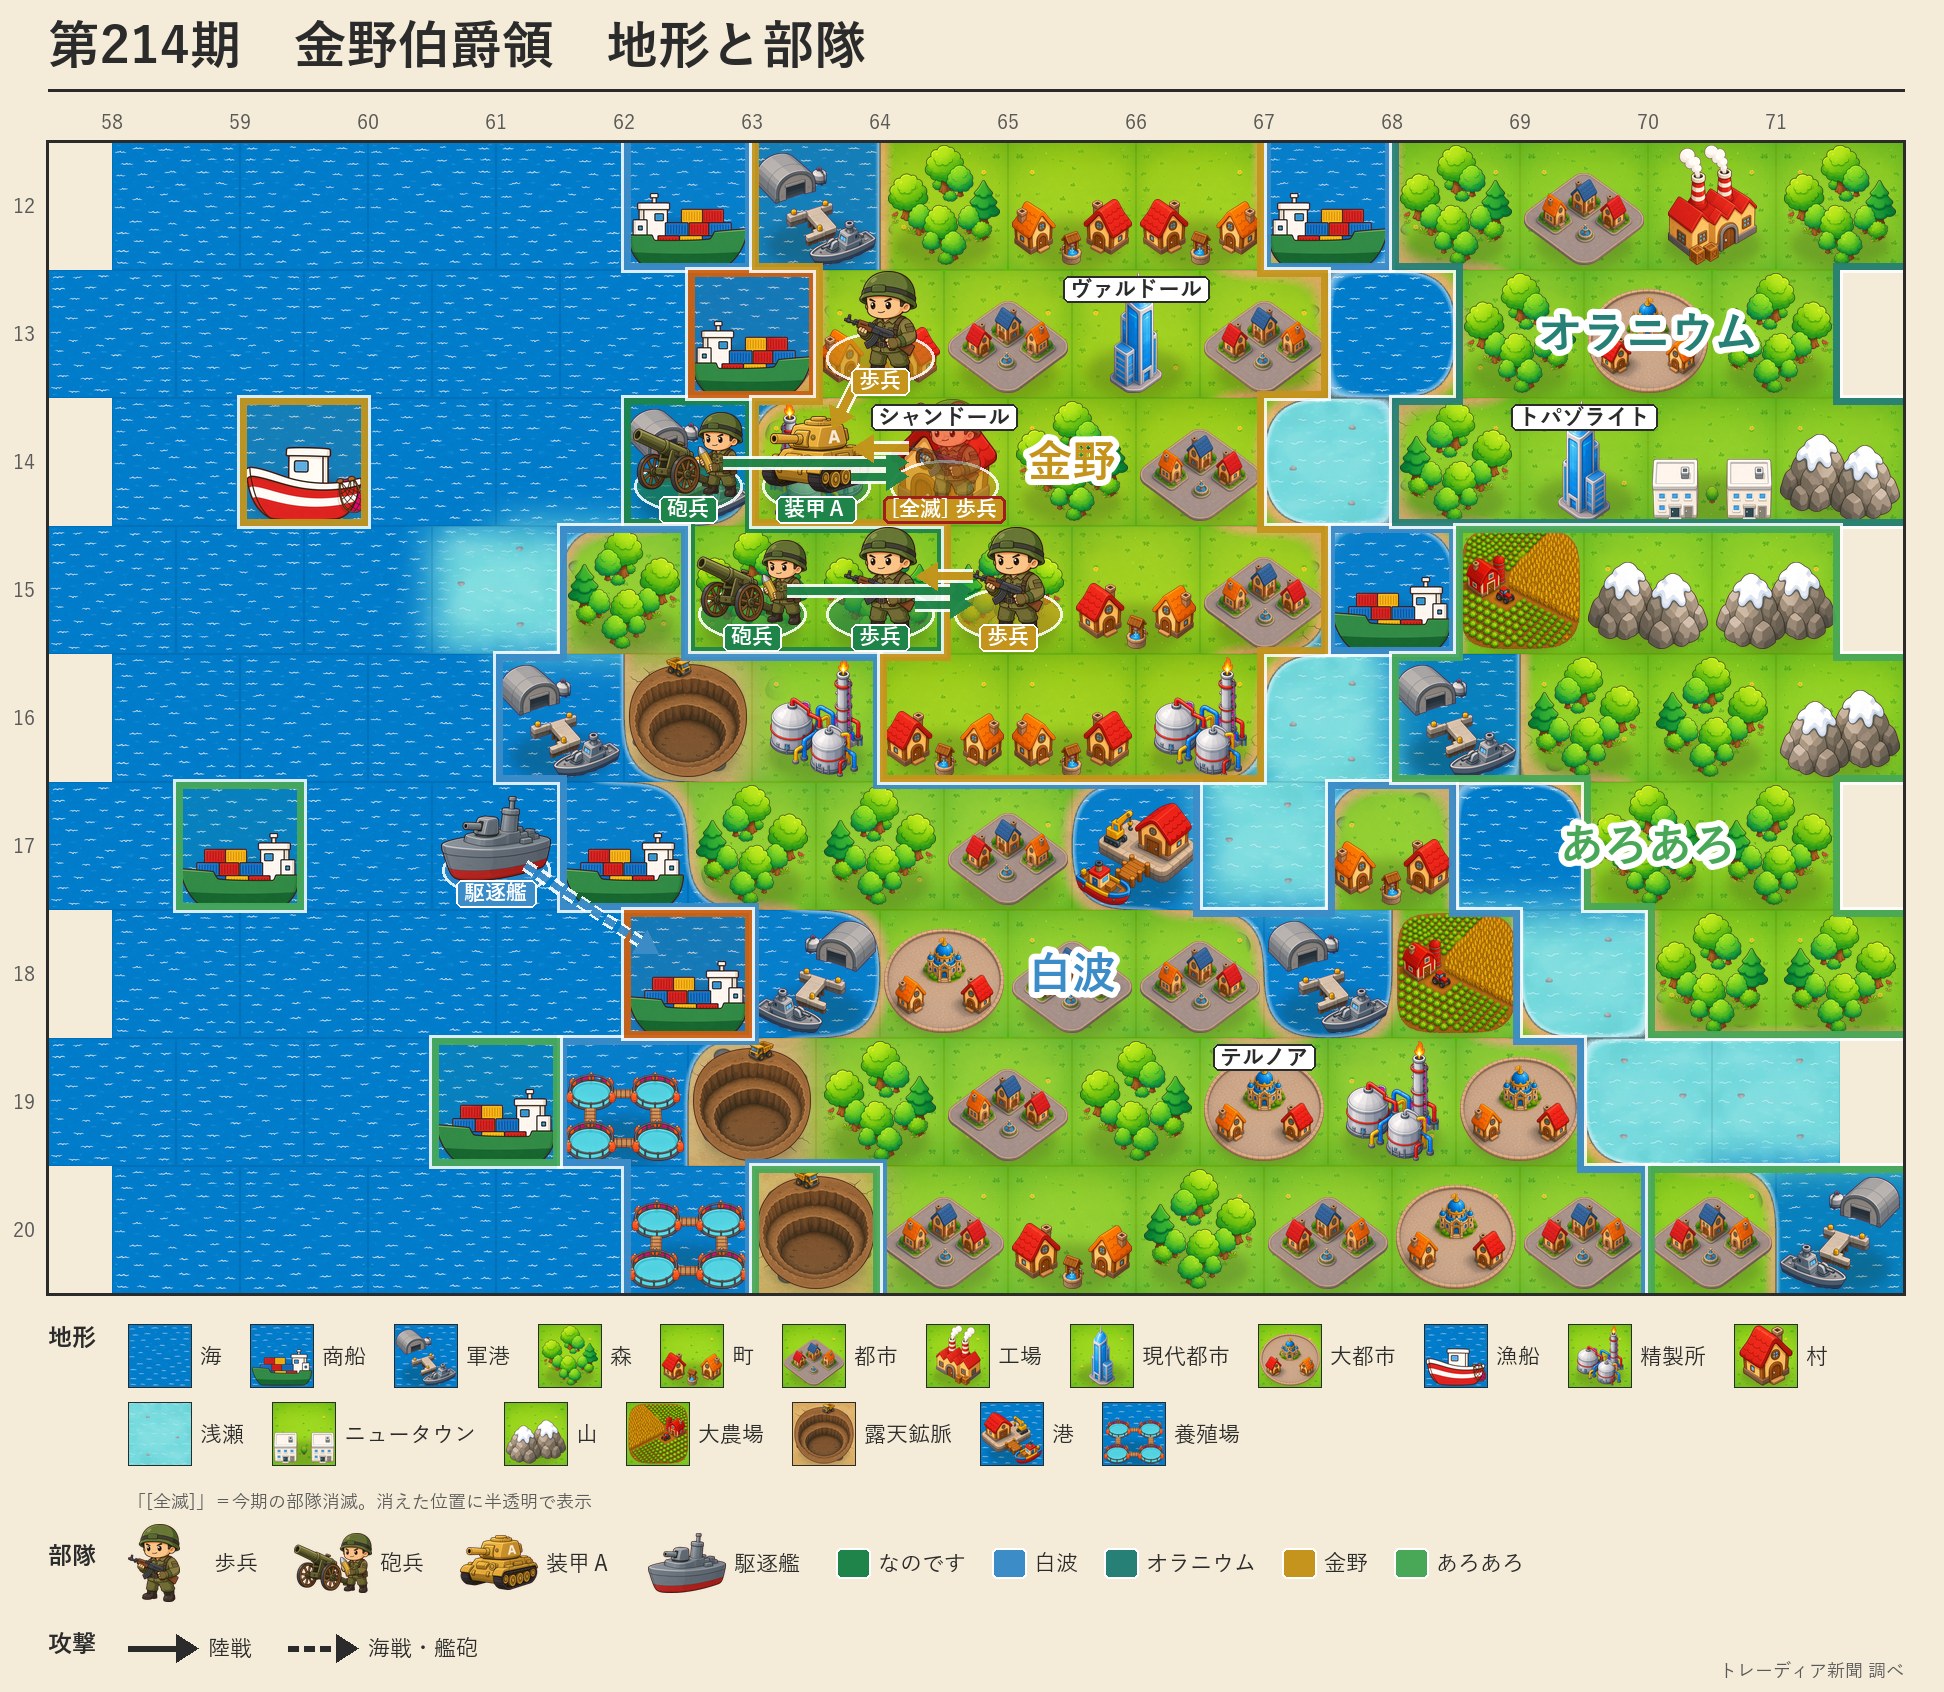 第214期　金野伯爵領　地形と部隊
58 59 60 61 62 63 64 65 66 67 68 69 70 71
12
13
ヴァルドール
オラニウム
歩兵
14
シャンドール
トパゾライト
金野
砲兵
装甲A
[全滅] 歩兵
15
砲兵
歩兵
歩兵
16
17
あろあろ
駆逐艦
18
白波
19
テルノア
20
地形
海 商船 軍港 森 町 都市 工場 現代都市 大都市 漁船 精製所 村
浅瀬 ニュータウン 山 大農場 露天鉱脈 港 養殖場
「[全滅]」＝今期の部隊消滅。消えた位置に半透明で表示
部隊 歩兵 砲兵 装甲A 駆逐艦 なのです 白波 オラニウム 金野 あろあろ
攻撃 陸戦 海戦・艦砲
トレーディア新聞 調べ